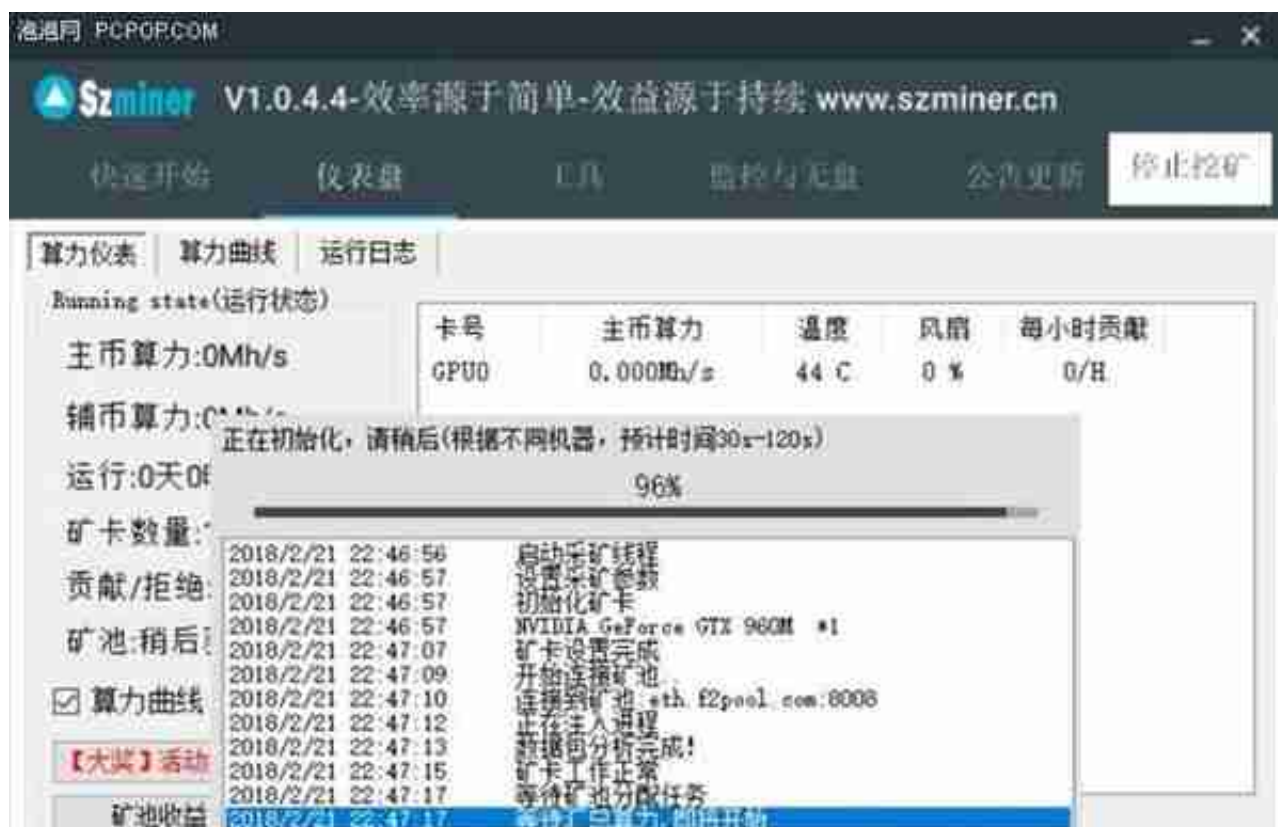 泡泡网 PCPOP.COM
Szminer V1.0.4.4-效率源于简单-效益源于持续 www.szminer.cn
快速开始 仪表盘 工具 监控与无盘 公告更新 停止挖矿
算力仪表 算力曲线 运行日志
Running state(运行状态)
卡号 主币算力 温度 风扇 每小时贡献
GPU0 0.000Mh/s 44 C 0 % 0/H
主币算力:0Mh/s
辅币算力:0Mh/s
正在初始化，请稍后(根据不同机器，预计时间30s-120s)
96%
运行:0天0
矿卡数量:
贡献/拒绝:
矿池:稍后
算力曲线
【大奖】活动
矿池收益
2018/2/21 22:46:56 启动采矿线程
2018/2/21 22:46:57 设置采矿参数
2018/2/21 22:46:57 初始化矿卡
2018/2/21 22:46:57 NVIDIA GeForce GTX 960M *1
2018/2/21 22:47:07 矿卡设置完成
2018/2/21 22:47:09 开始连接矿池..
2018/2/21 22:47:10 连接到矿池 eth.f2pool.com:8008
2018/2/21 22:47:12 正在注入进程
2018/2/21 22:47:13 数据包分析完成!
2018/2/21 22:47:15 矿卡工作正常
2018/2/21 22:47:17 等待矿池分配任务
2018/2/21 22:47:17 等待汇总算力,即将开始